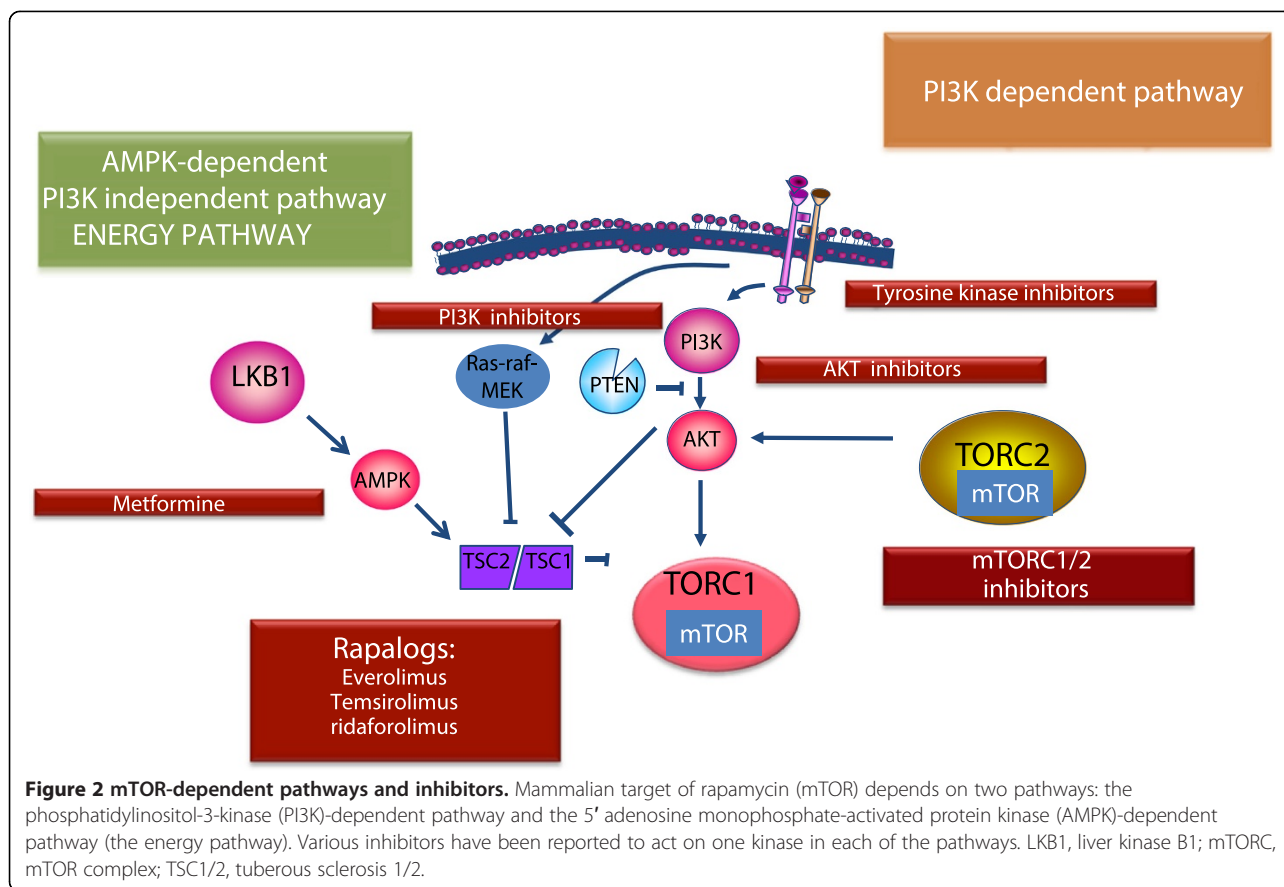 PI3K dependent pathway
AMPK-dependent
PI3K independent pathway
ENERGY PATHWAY
Tyrosine kinase inhibitors
PI3K inhibitors
PI3K
AKT inhibitors
LKB1
Ras-raf-
MEK
PTEN
AKT
TORC2
mTOR
AMPK
Metformine
TSC2
TSC1
mTORC1/2
inhibitors
TORC1
mTOR
Rapalogs:
Everolimus
Temsirolimus
ridaforolimus
Figure 2 mTOR-dependent pathways and inhibitors. Mammalian target of rapamycin (mTOR) depends on two pathways: the
phosphatidylinositol-3-kinase (PI3K)-dependent pathway and the 5′ adenosine monophosphate-activated protein kinase (AMPK)-dependent
pathway (the energy pathway). Various inhibitors have been reported to act on one kinase in each of the pathways. LKB1, liver kinase B1; mTORC,
mTOR complex; TSC1/2, tuberous sclerosis 1/2.